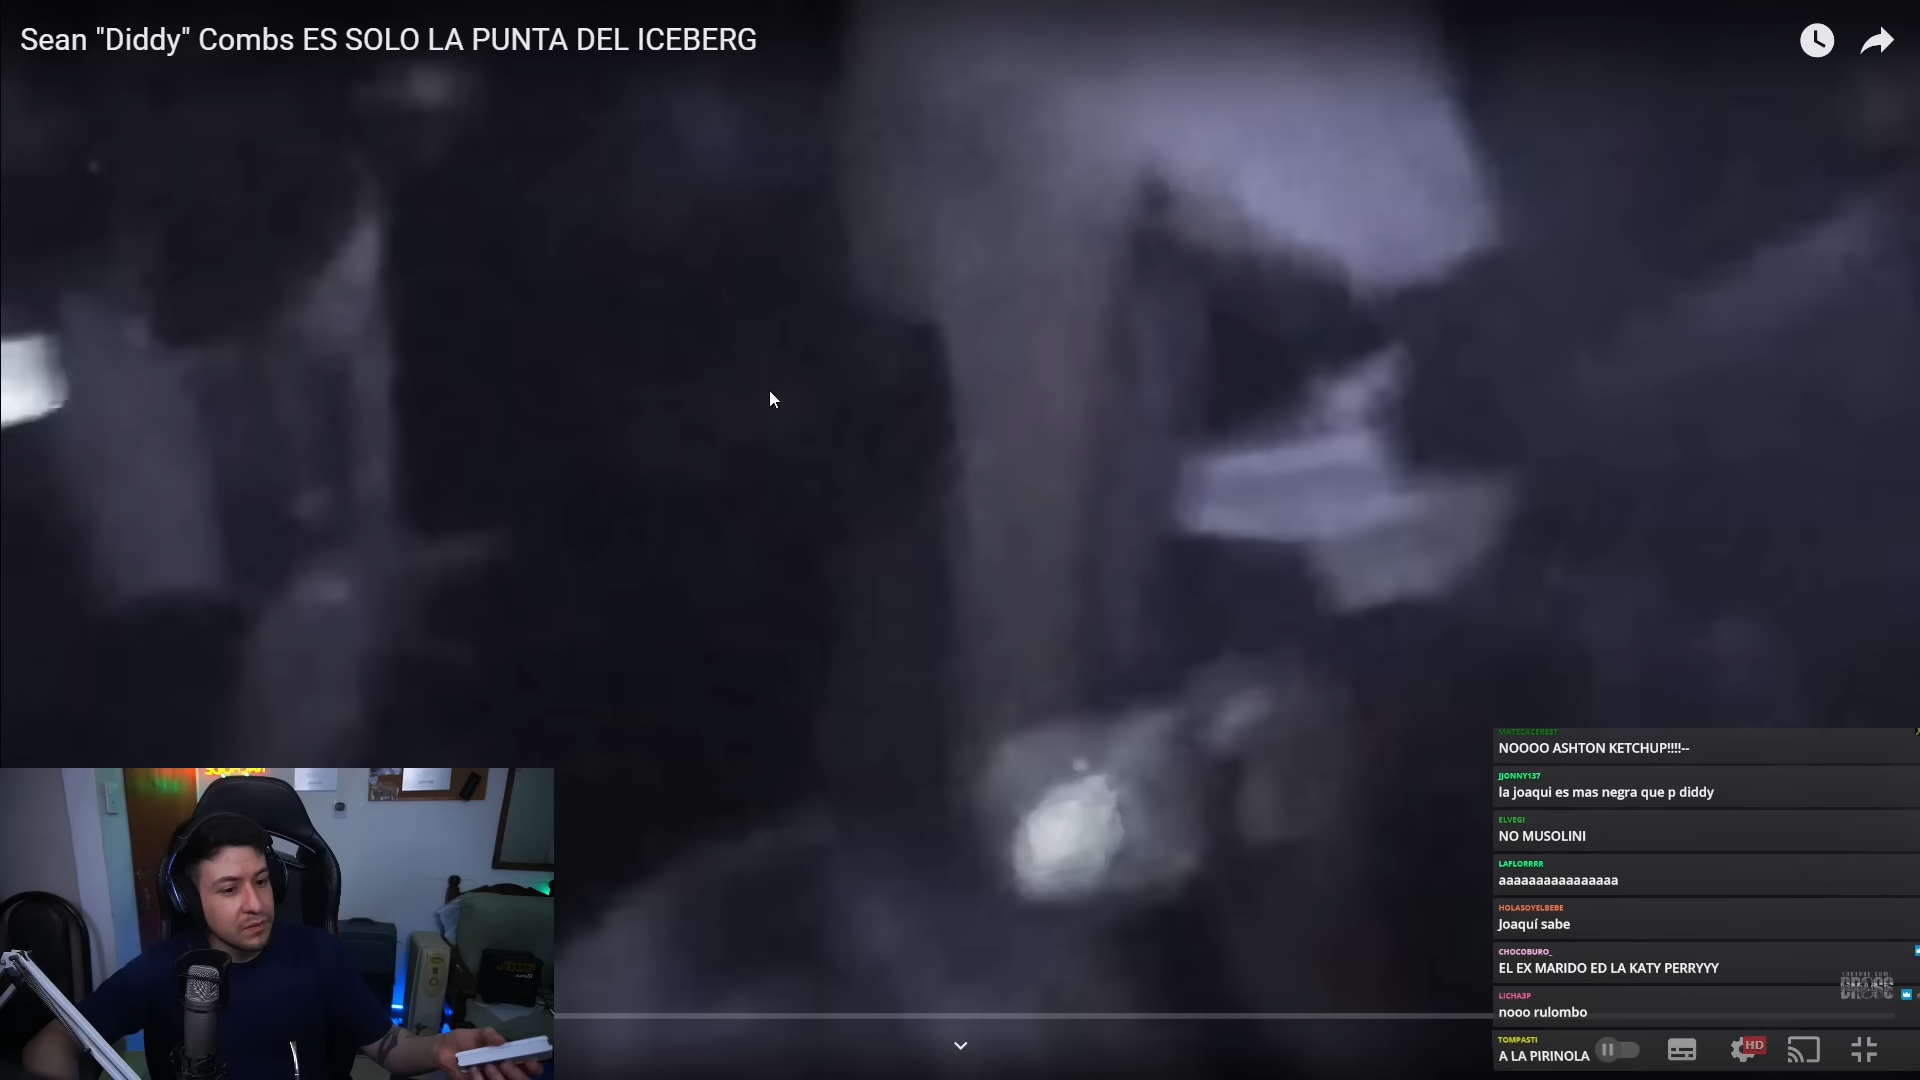 Sean "Diddy" Combs ES SOLO LA PUNTA DEL ICEBERG
MATECACERES7
NOOOO ASHTON KETCHUP!!!!--
JJONNY137
la joaqui es mas negra que p diddy
ELVEGI
NO MUSOLINI
LAFLORRRR
aaaaaaaaaaaaaaaa
HOLASOYELBEBE
Joaquí sabe
CHOCOBURO_
EL EX MARIDO ED LA KATY PERRYYY
LICHA3P
nooo rulombo
TOMPASTI
A LA PIRINOLA
HD